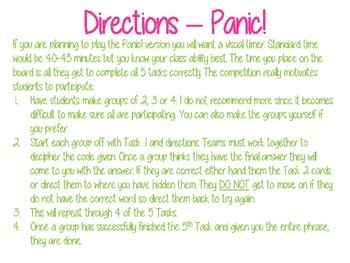 Directions – Panic!
If you are planning to play the Panic! version you will want a visual timer. Standard time
would be 40-45 minutes but you know your class ability best. The time you place on the
board is all they get to complete all 5 tasks correctly. The competition really motivates
students to participate.
1. Have students make groups of 2, 3 or 4. I do not recommend more since it becomes
difficult to make sure all are participating. You can also make the groups yourself if
you prefer.
2. Start each group off with Task 1 and directions. Teams must work together to
decipher the code given. Once a group thinks they have the final answer they will
come to you with the answer. If they are correct either hand them the Task 2 cards
or direct them to where you have hidden them. They DO NOT get to move on if they
do not have the correct word so direct them back to try again.
3. This will repeat through 4 of the 5 Tasks.
4. Once a group has successfully finished the 5th Task and given you the entire phrase,
they are done.